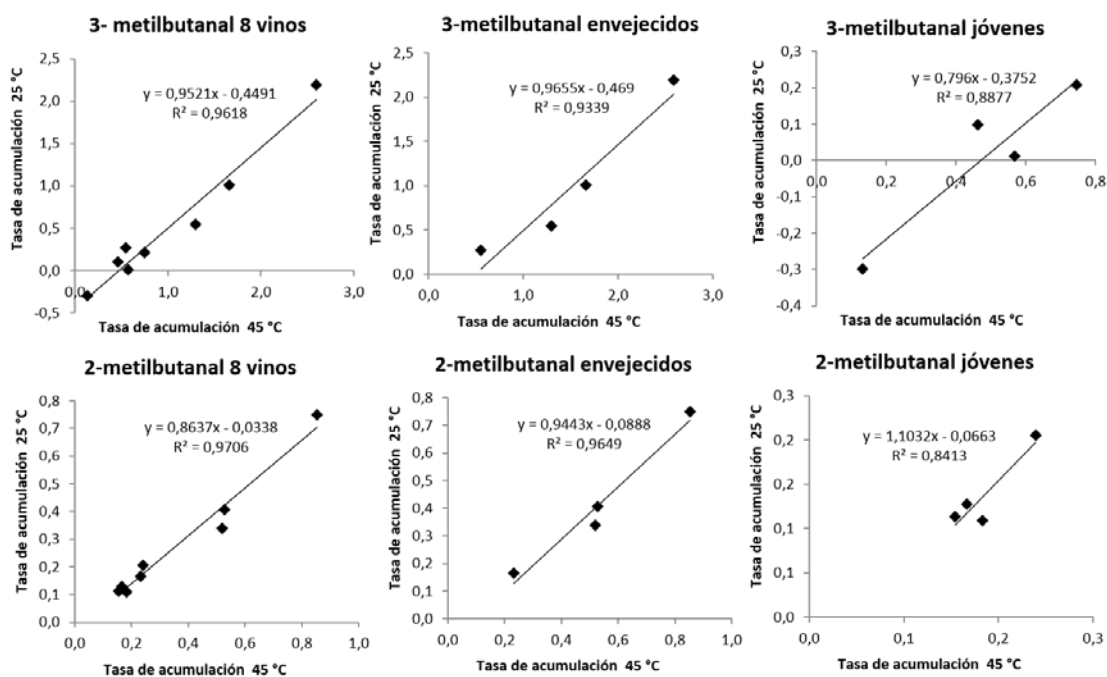 3- metilbutanal 8 vinos
Tasa de acumulación 25 °C
2,5
2,0
1,5
1,0
0,5
0,0
-0,5
y = 0,9521x - 0,4491
R² = 0,9618
0,0
1,0
2,0
3,0
Tasa de acumulación 45 °C
3-metilbutanal envejecidos
Tasa de acumulación 25 °C
2,5
2,0
1,5
1,0
0,5
0,0
y = 0,9655x - 0,469
R² = 0,9339
0,0
1,0
2,0
3,0
Tasa de acumulación 45 °C
3-metilbutanal jóvenes
Tasa de acumulación 25 °C
0,3
0,2
0,1
0,0
-0,1
-0,2
-0,3
-0,4
y = 0,796x - 0,3752
R² = 0,8877
0,0
0,2
0,4
0,6
0,8
Tasa de acumulación 45 °C
2-metilbutanal 8 vinos
Tasa de acumulación 25 °C
0,8
0,7
0,6
0,5
0,4
0,3
0,2
0,1
0,0
y = 0,8637x - 0,0338
R² = 0,9706
0,0
0,2
0,4
0,6
0,8
1
Tasa de acumulación 45 °C
2-metilbutanal envejecidos
Tasa de acumulación 25 °C
0,8
0,7
0,6
0,5
0,4
0,3
0,2
0,1
0,0
y = 0,9443x - 0,0888
R² = 0,9649
0,0
0,2
0,4
0,6
0,8
1,0
Tasa de acumulación 45 °C
2-metilbutanal jóvenes
Tasa de acumulación 25 °C
0,3
0,2
0,2
0,1
0,1
0,0
y = 1,1032x - 0,0663
R² = 0,8413
0,0
0,1
0,2
0,3
Tasa de acumulación 45 °C